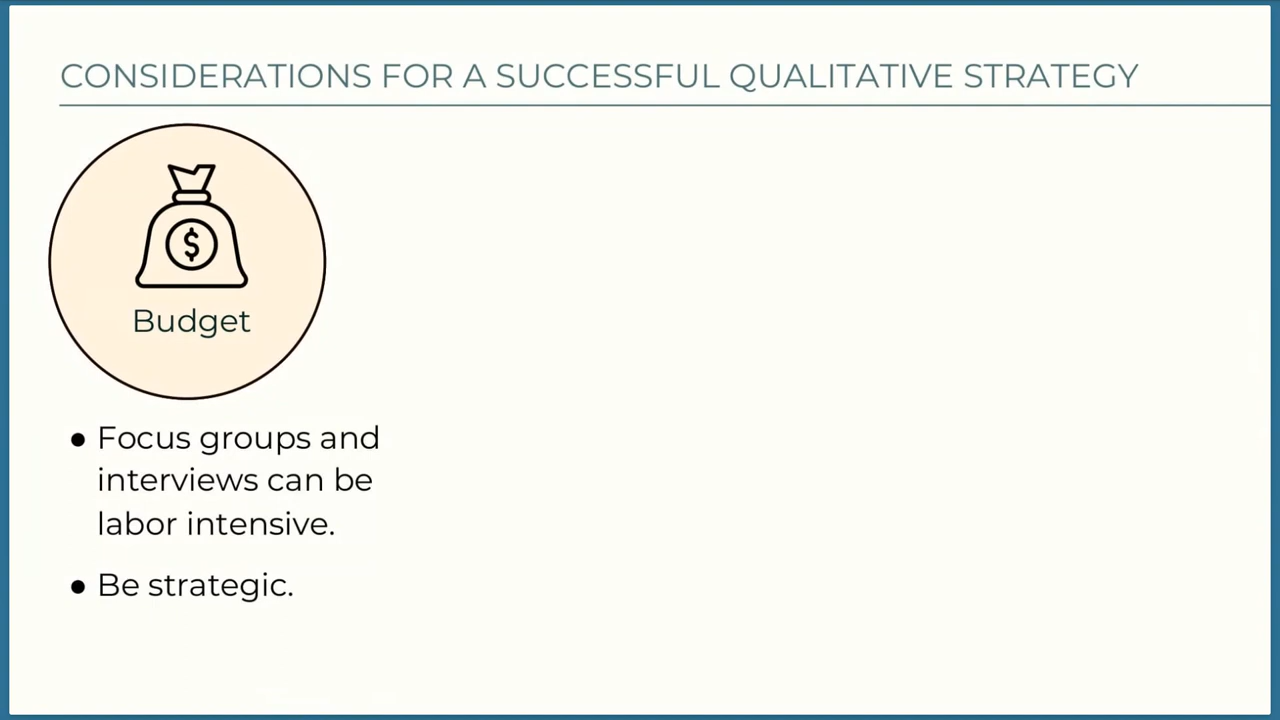 CONSIDERATIONS FOR A SUCCESSFUL QUALITATIVE STRATEGY
$
Budget
● Focus groups and
interviews can be
labor intensive.
● Be strategic.